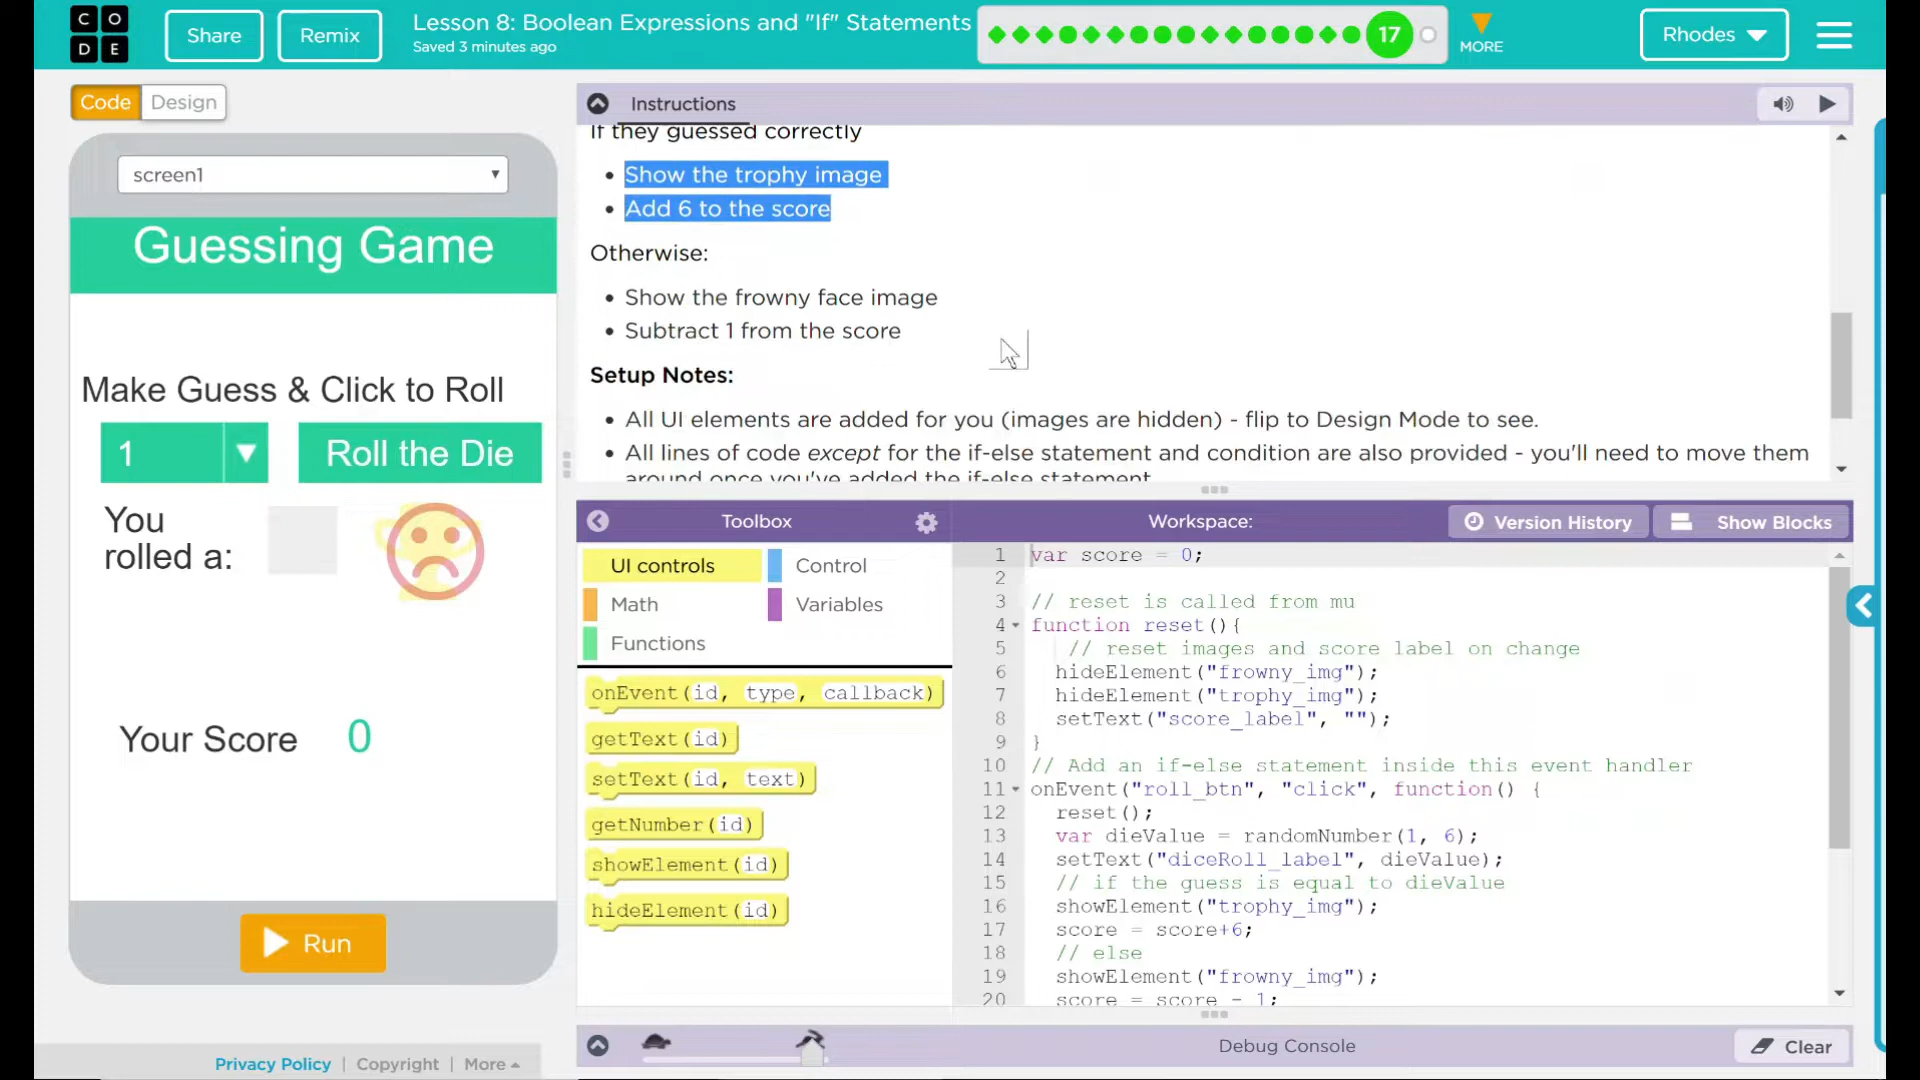 C O
D E
Share
Remix
Lesson 8: Boolean Expressions and "If" Statements
Saved 3 minutes ago
17
MORE
Rhodes
Code
Design
screen1
Guessing Game
Make Guess & Click to Roll
1
Roll the Die
You
rolled a:
Your Score 0
Run
Privacy Policy | Copyright | More
Instructions
If they guessed correctly
Show the trophy image
Add 6 to the score
Otherwise:
Show the frowny face image
Subtract 1 from the score
Setup Notes:
All UI elements are added for you (images are hidden) - flip to Design Mode to see.
All lines of code except for the if-else statement and condition are also provided - you'll need to move them
around once you've added the if-else statement
Toolbox
UI controls
Control
Math
Variables
Functions
onEvent(id, type, callback)
getText(id)
setText(id, text)
getNumber(id)
showElement(id)
hideElement(id)
Workspace:
Version History
Show Blocks
1 var score = 0;
2
3 // reset is called from mu
4 function reset(){
5 // reset images and score label on change
6 hideElement("frowny_img");
7 hideElement("trophy_img");
8 setText("score_label", "");
9 }
10 // Add an if-else statement inside this event handler
11 onEvent("roll_btn", "click", function() {
12 reset();
13 var dieValue = randomNumber(1, 6);
14 setText("diceRoll_label", dieValue);
15 // if the guess is equal to dieValue
16 showElement("trophy_img");
17 score = score+6;
18 // else
19 showElement("frowny_img");
20 score = score - 1;
Debug Console
Clear